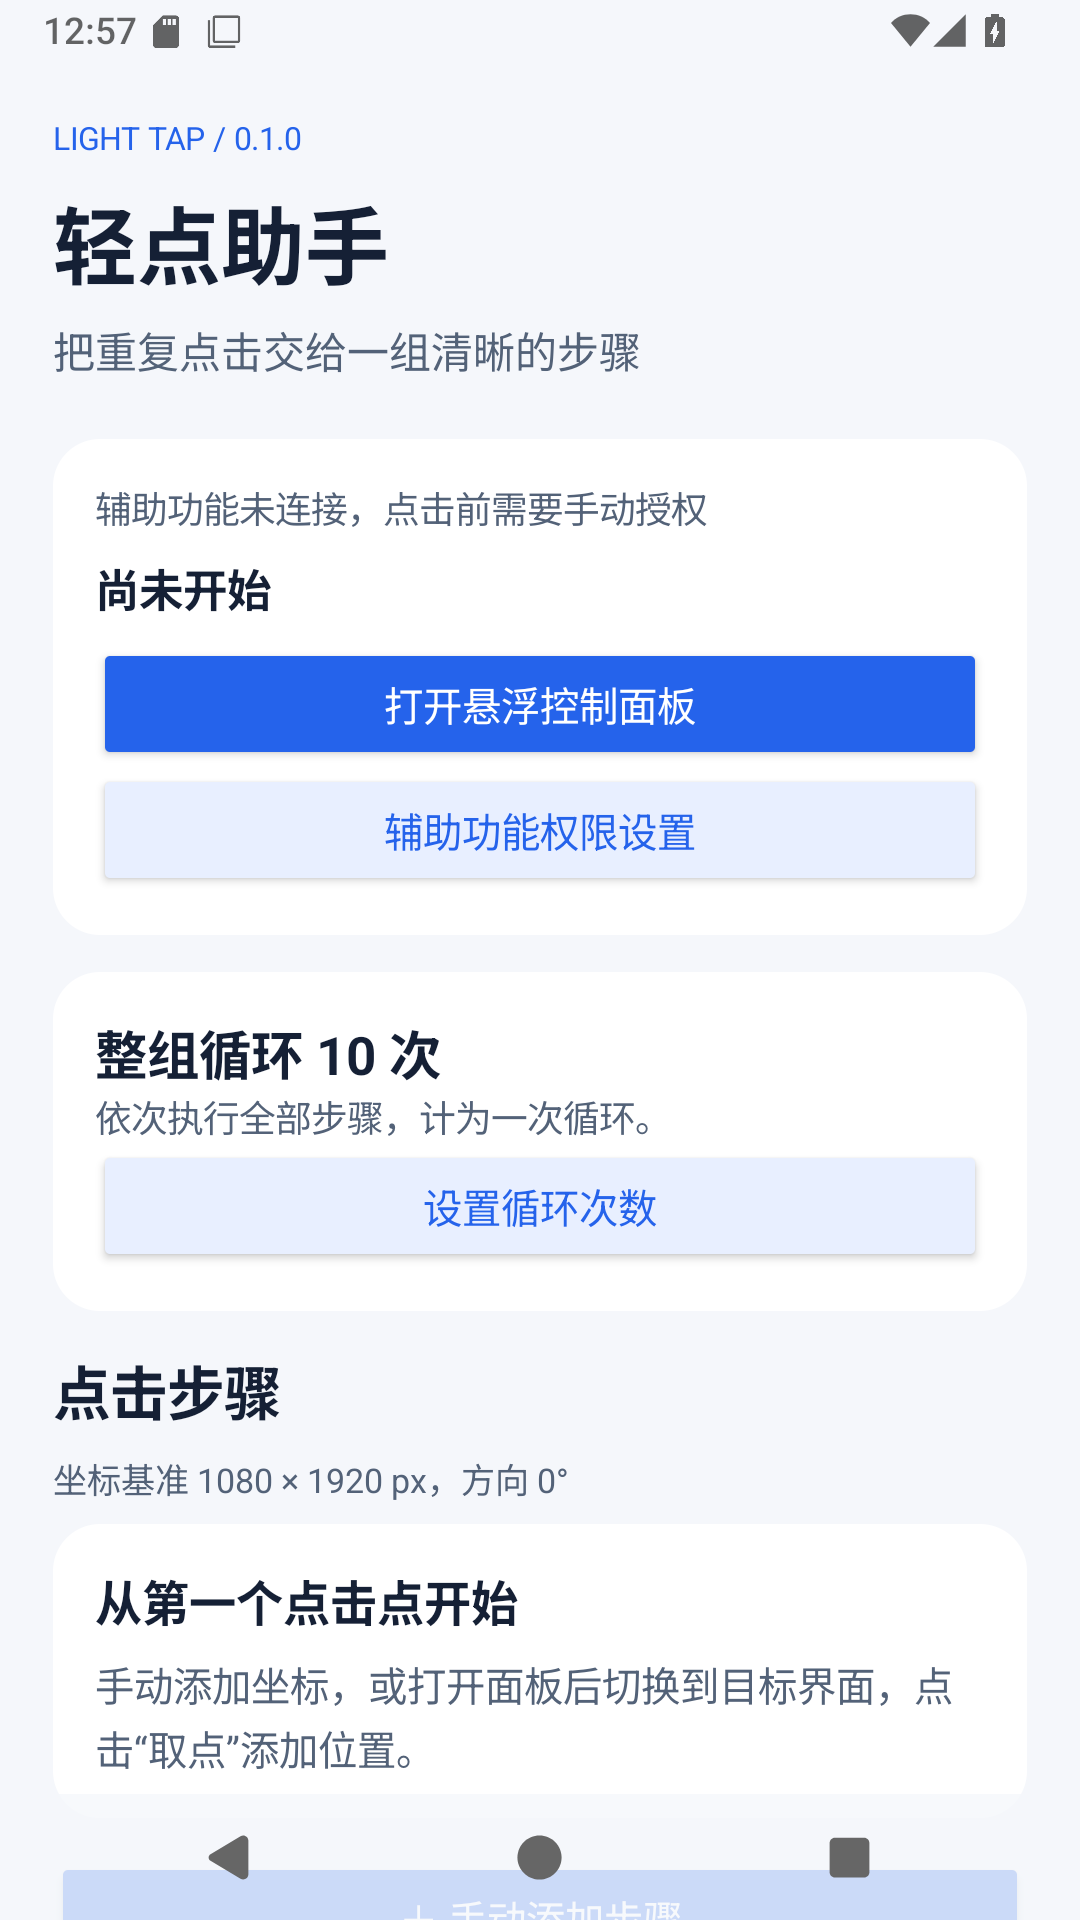 12:57
LIGHT TAP / 0.1.0
轻点助手
把重复点击交给一组清晰的步骤
辅助功能未连接，点击前需要手动授权
尚未开始
打开悬浮控制面板
辅助功能权限设置
整组循环 10 次
依次执行全部步骤，计为一次循环。
设置循环次数
点击步骤
坐标基准 1080 × 1920 px，方向 0°
从第一个点击点开始
手动添加坐标，或打开面板后切换到目标界面，点
击“取点”添加位置。
＋ 手动添加步骤